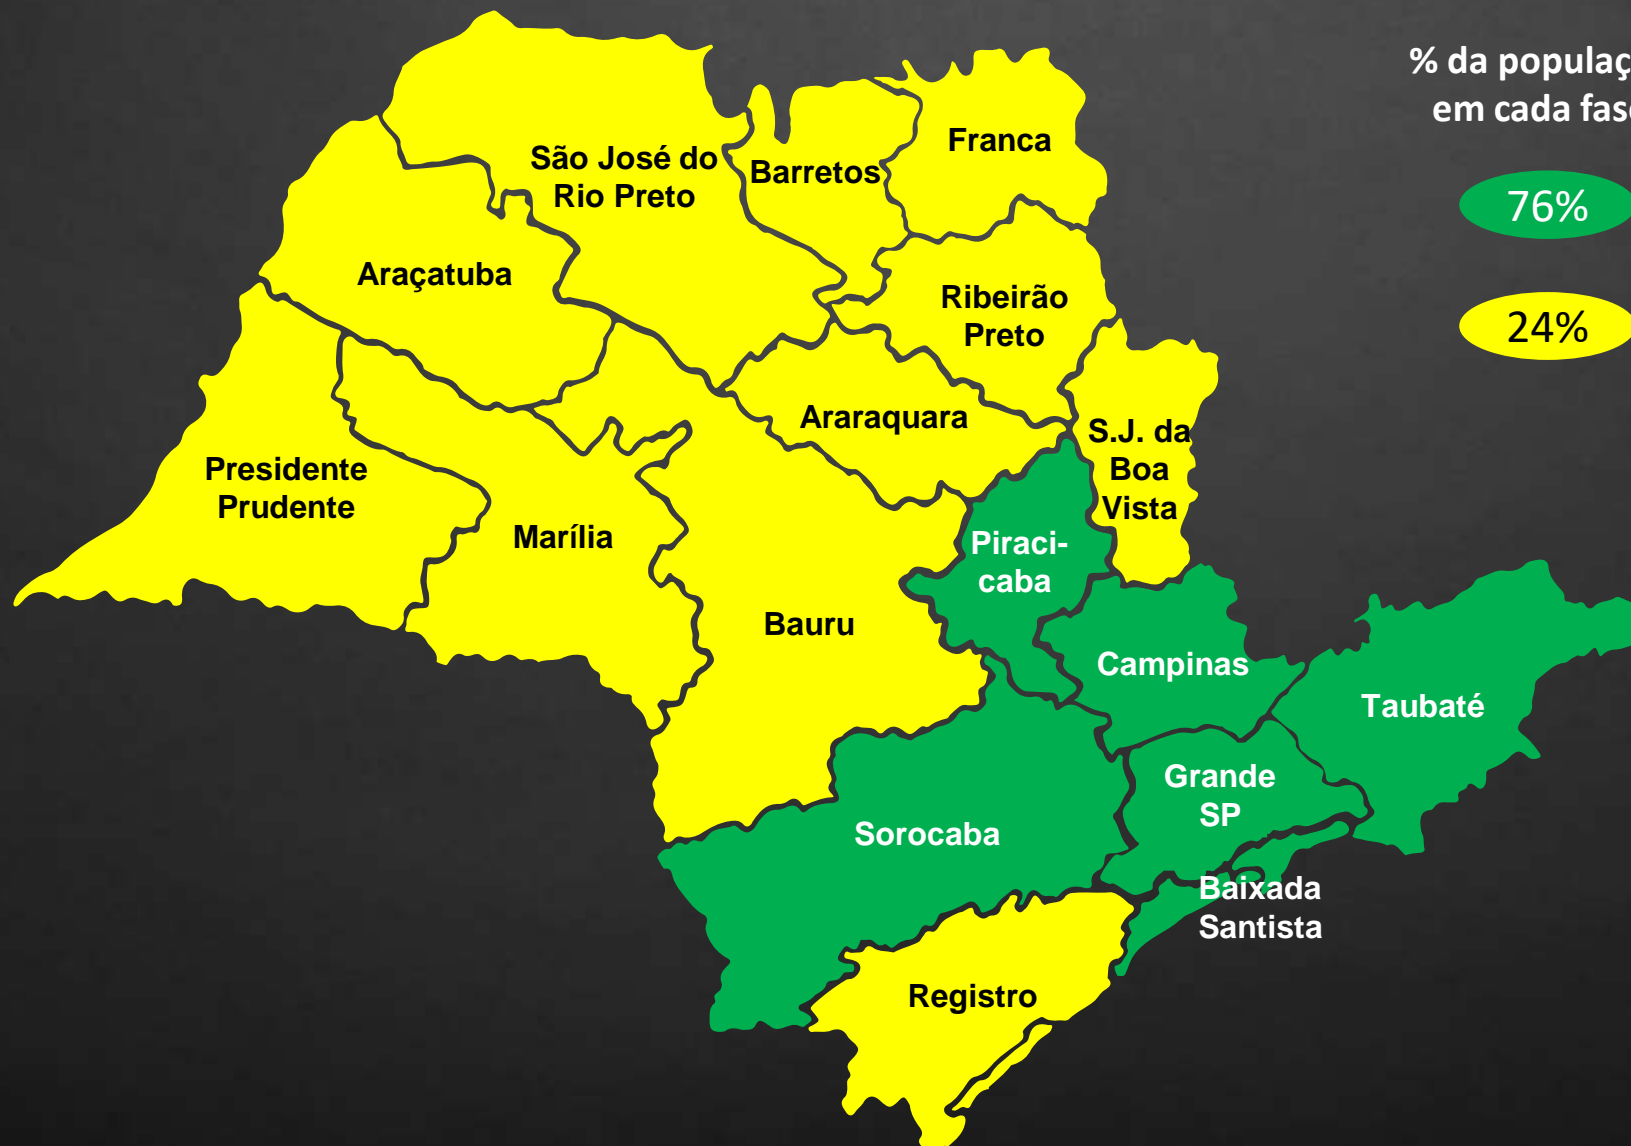 % da populaç
em cada fas
76%
24%
Franca
São José do
Rio Preto
Barretos
Araçatuba
Ribeirão
Preto
Araraquara
S.J. da
Boa
Vista
Presidente
Prudente
Marília
Piraci-
caba
Bauru
Campinas
Taubaté
Grande
SP
Sorocaba
Baixada
Santista
Registro